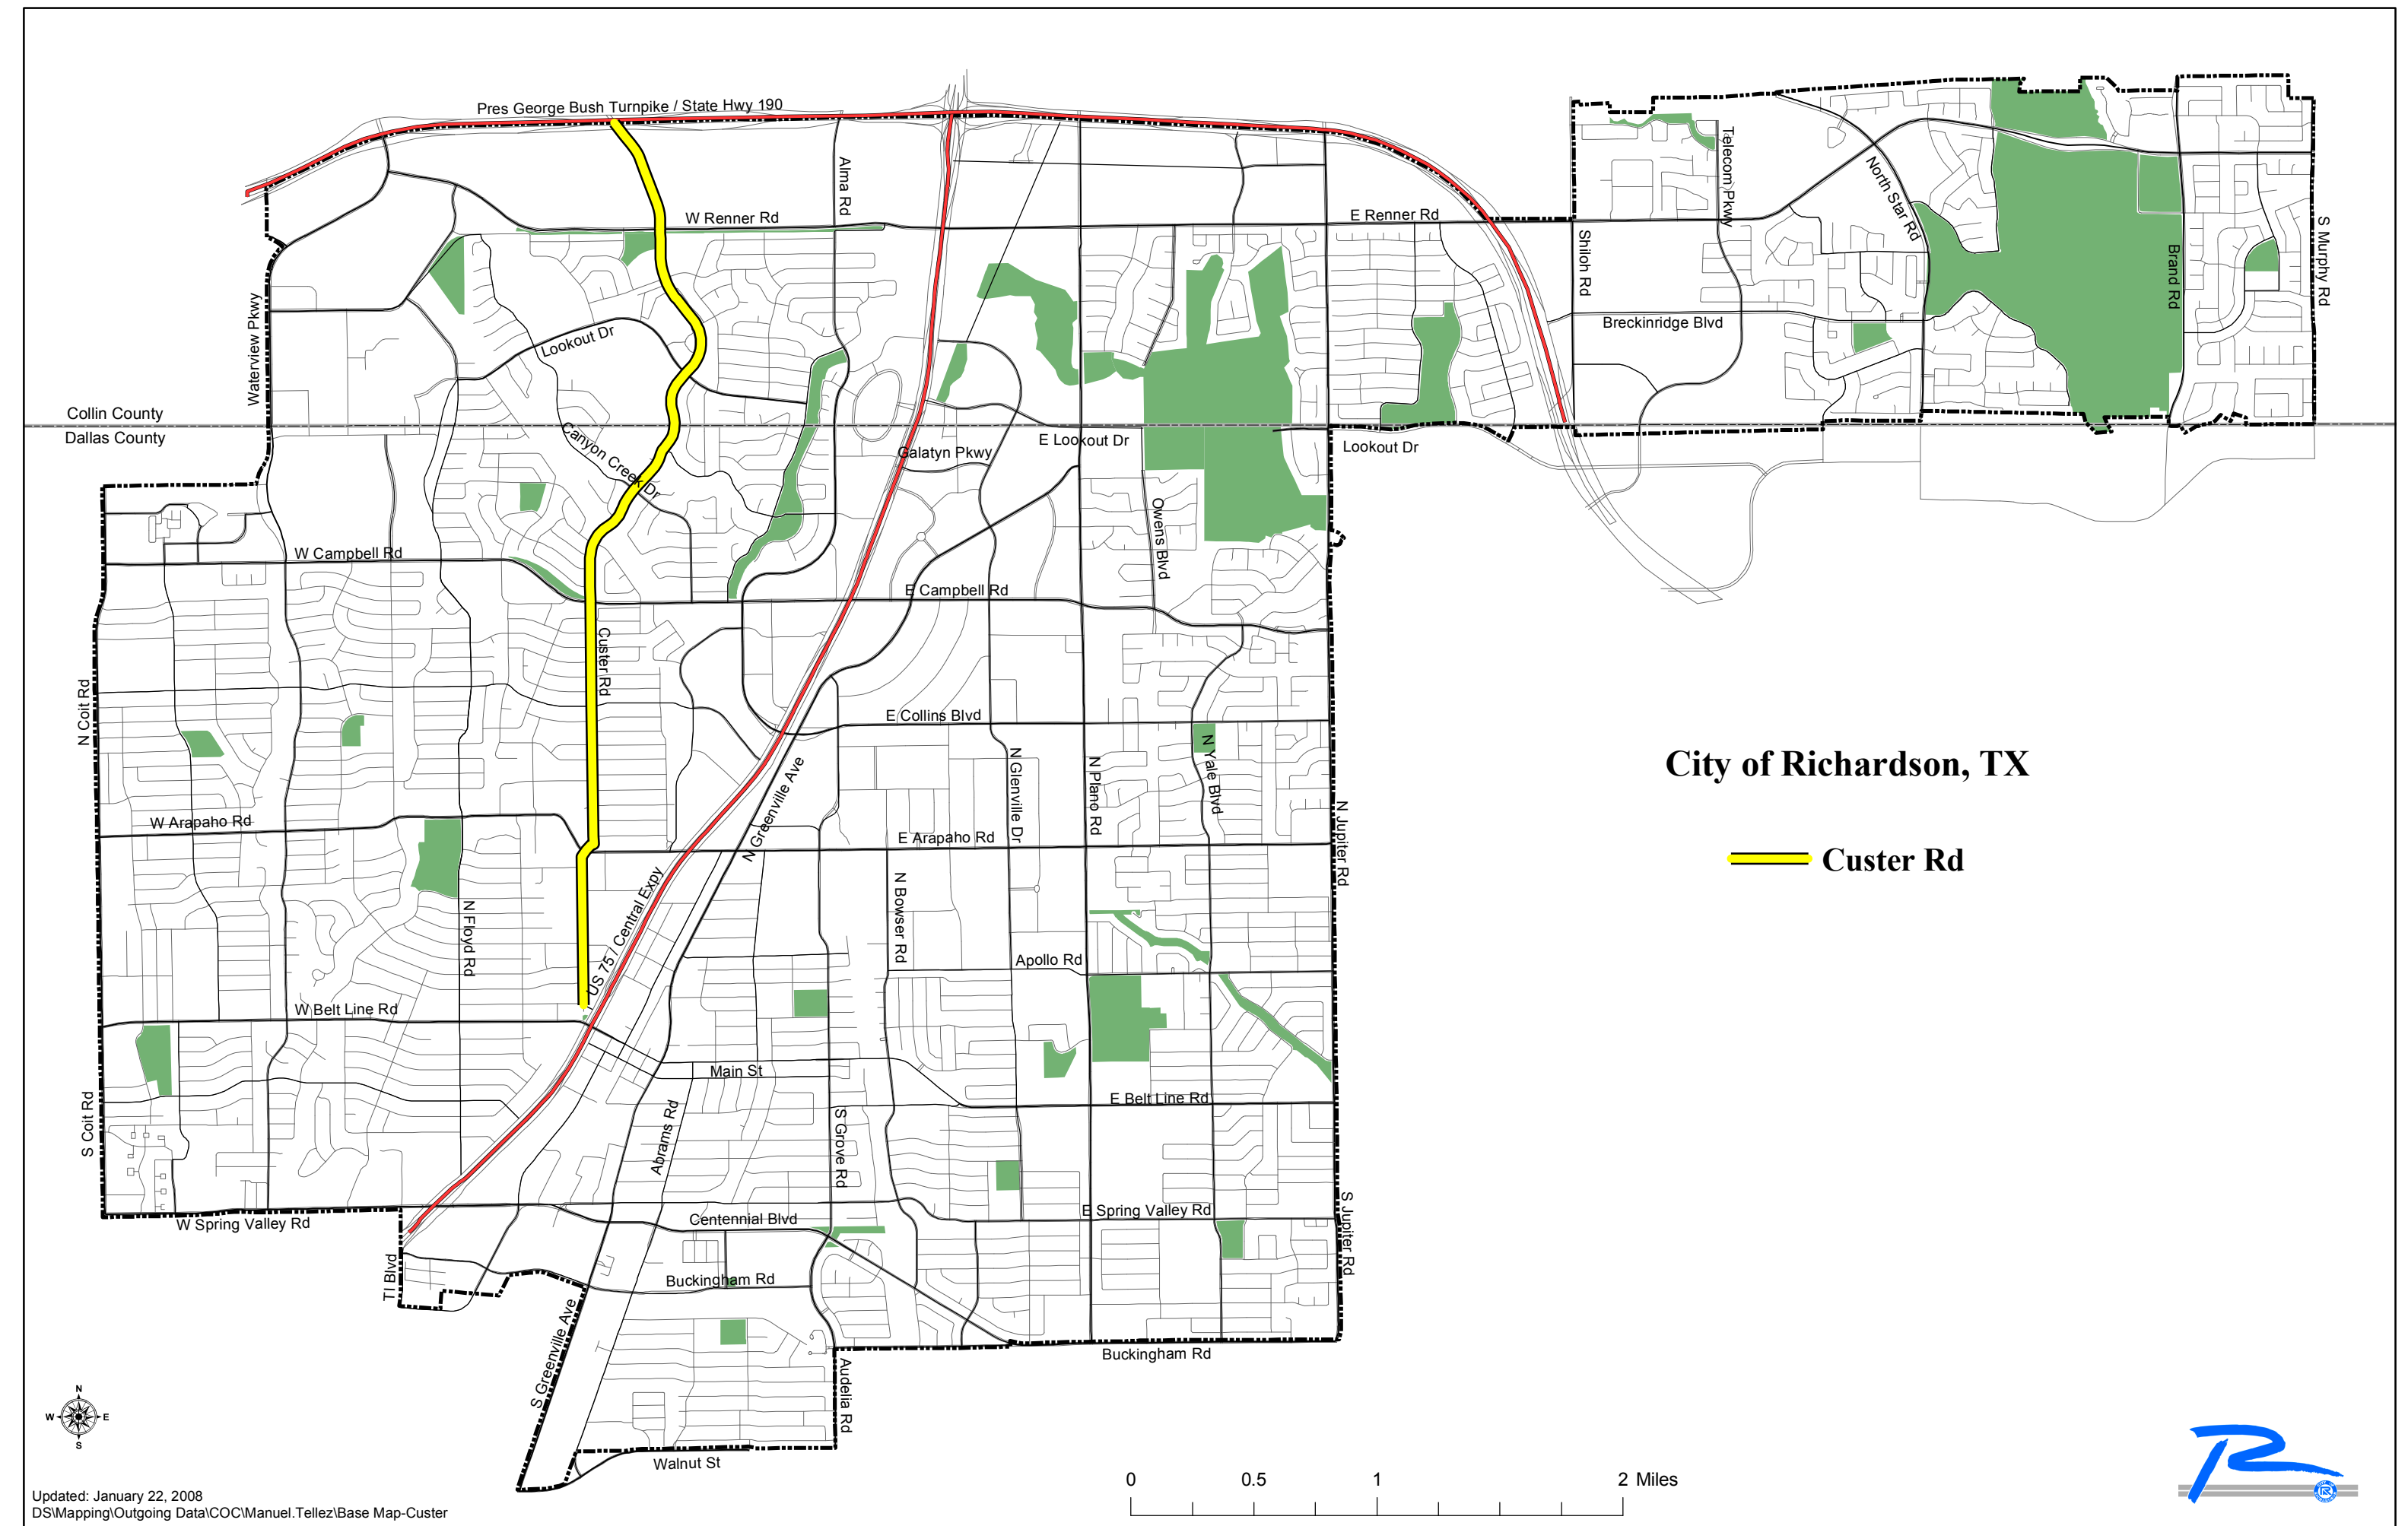 Pres George Bush Turnpike / State Hwy 190
Alma Rd
Telecom Pkwy
North Star Rd
W Renner Rd
E Renner Rd
Shiloh Rd
Brand Rd
S Murphy Rd
Waterview Pkwy
Lookout Dr
Breckinridge Blvd
Collin County
Dallas County
Canyon Creek Dr
Galatyn Pkwy
E Lookout Dr
Lookout Dr
Owens Blvd
W Campbell Rd
E Campbell Rd
Custer Rd
N Coit Rd
E Collins Blvd
N Glenville Dr
N Plano Rd
N Yale Blvd
N Greenville Ave
City of Richardson, TX
W Arapaho Rd
E Arapaho Rd
N Jupiter Rd
Custer Rd
N Floyd Rd
US 75 / Central Expy
N Bowser Rd
Apollo Rd
W Belt Line Rd
Main St
E Belt Line Rd
S Coit Rd
Abrams Rd
S Grove Rd
W Spring Valley Rd
Centennial Blvd
E Spring Valley Rd
S Jupiter Rd
TI Blvd
Buckingham Rd
S Greenville Ave
Buckingham Rd
Audelia Rd
Walnut St
N
W E
S
0 0.5 1 2 Miles
Updated: January 22, 2008
DS\Mapping\Outgoing Data\COC\Manuel.Tellez\Base Map-Custer